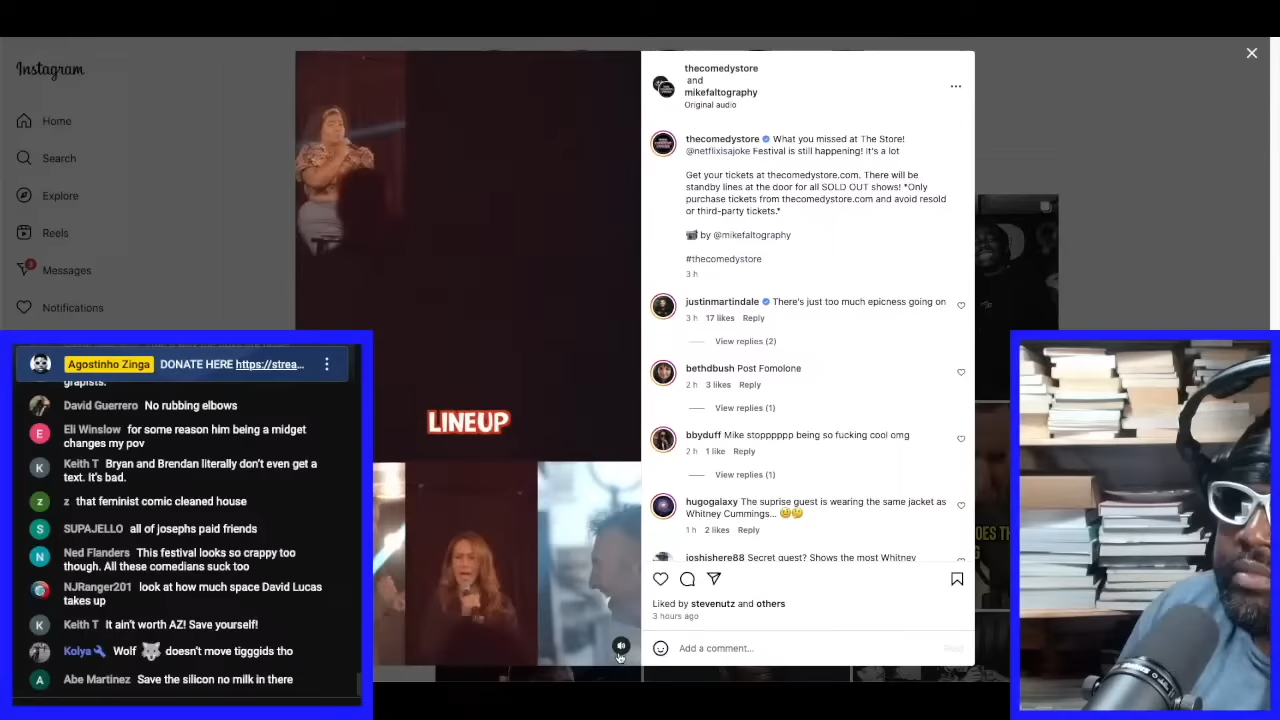 Instagram
Home
Search
Explore
Reels
3
Messages
Notifications
LINEUP
thecomedystore
and
mikefaltography
Original audio
thecomedystore What you missed at The Store!
@netflixisajoke Festival is still happening! It's a lot
Get your tickets at thecomedystore.com. There will be
standby lines at the door for all SOLD OUT shows! *Only
purchase tickets from thecomedystore.com and avoid resold
or third-party tickets.*
📹 by @mikefaltography
#thecomedystore
3 h
justinmartindale There's just too much epicness going on
3 h 17 likes Reply
View replies (2)
bethdbush Post Fomolone
2 h 3 likes Reply
View replies (1)
bbyduff Mike stopppppp being so fucking cool omg
2 h 1 like Reply
View replies (1)
hugogalaxy The suprise guest is wearing the same jacket as
Whitney Cummings... 🤨🤔
1 h 2 likes Reply
joshishere88 Secret guest? Shows the most Whitney
Liked by stevenutz and others
3 hours ago
Add a comment...
Post
Agostinho Zinga DONATE HERE https://strea...
grapists.
David Guerrero No rubbing elbows
E Eli Winslow for some reason him being a midget
changes my pov
K Keith T Bryan and Brendan literally don't even get a
text. It's bad.
z z that feminist comic cleaned house
S SUPAJELLO all of josephs paid friends
N Ned Flanders This festival looks so crappy too
though. All these comedians suck too
NJRanger201 look at how much space David Lucas
takes up
K Keith T It ain't worth AZ! Save yourself!
Kolya🔧 Wolf 🐺 doesn't move tigggids tho
A Abe Martinez Save the silicon no milk in there